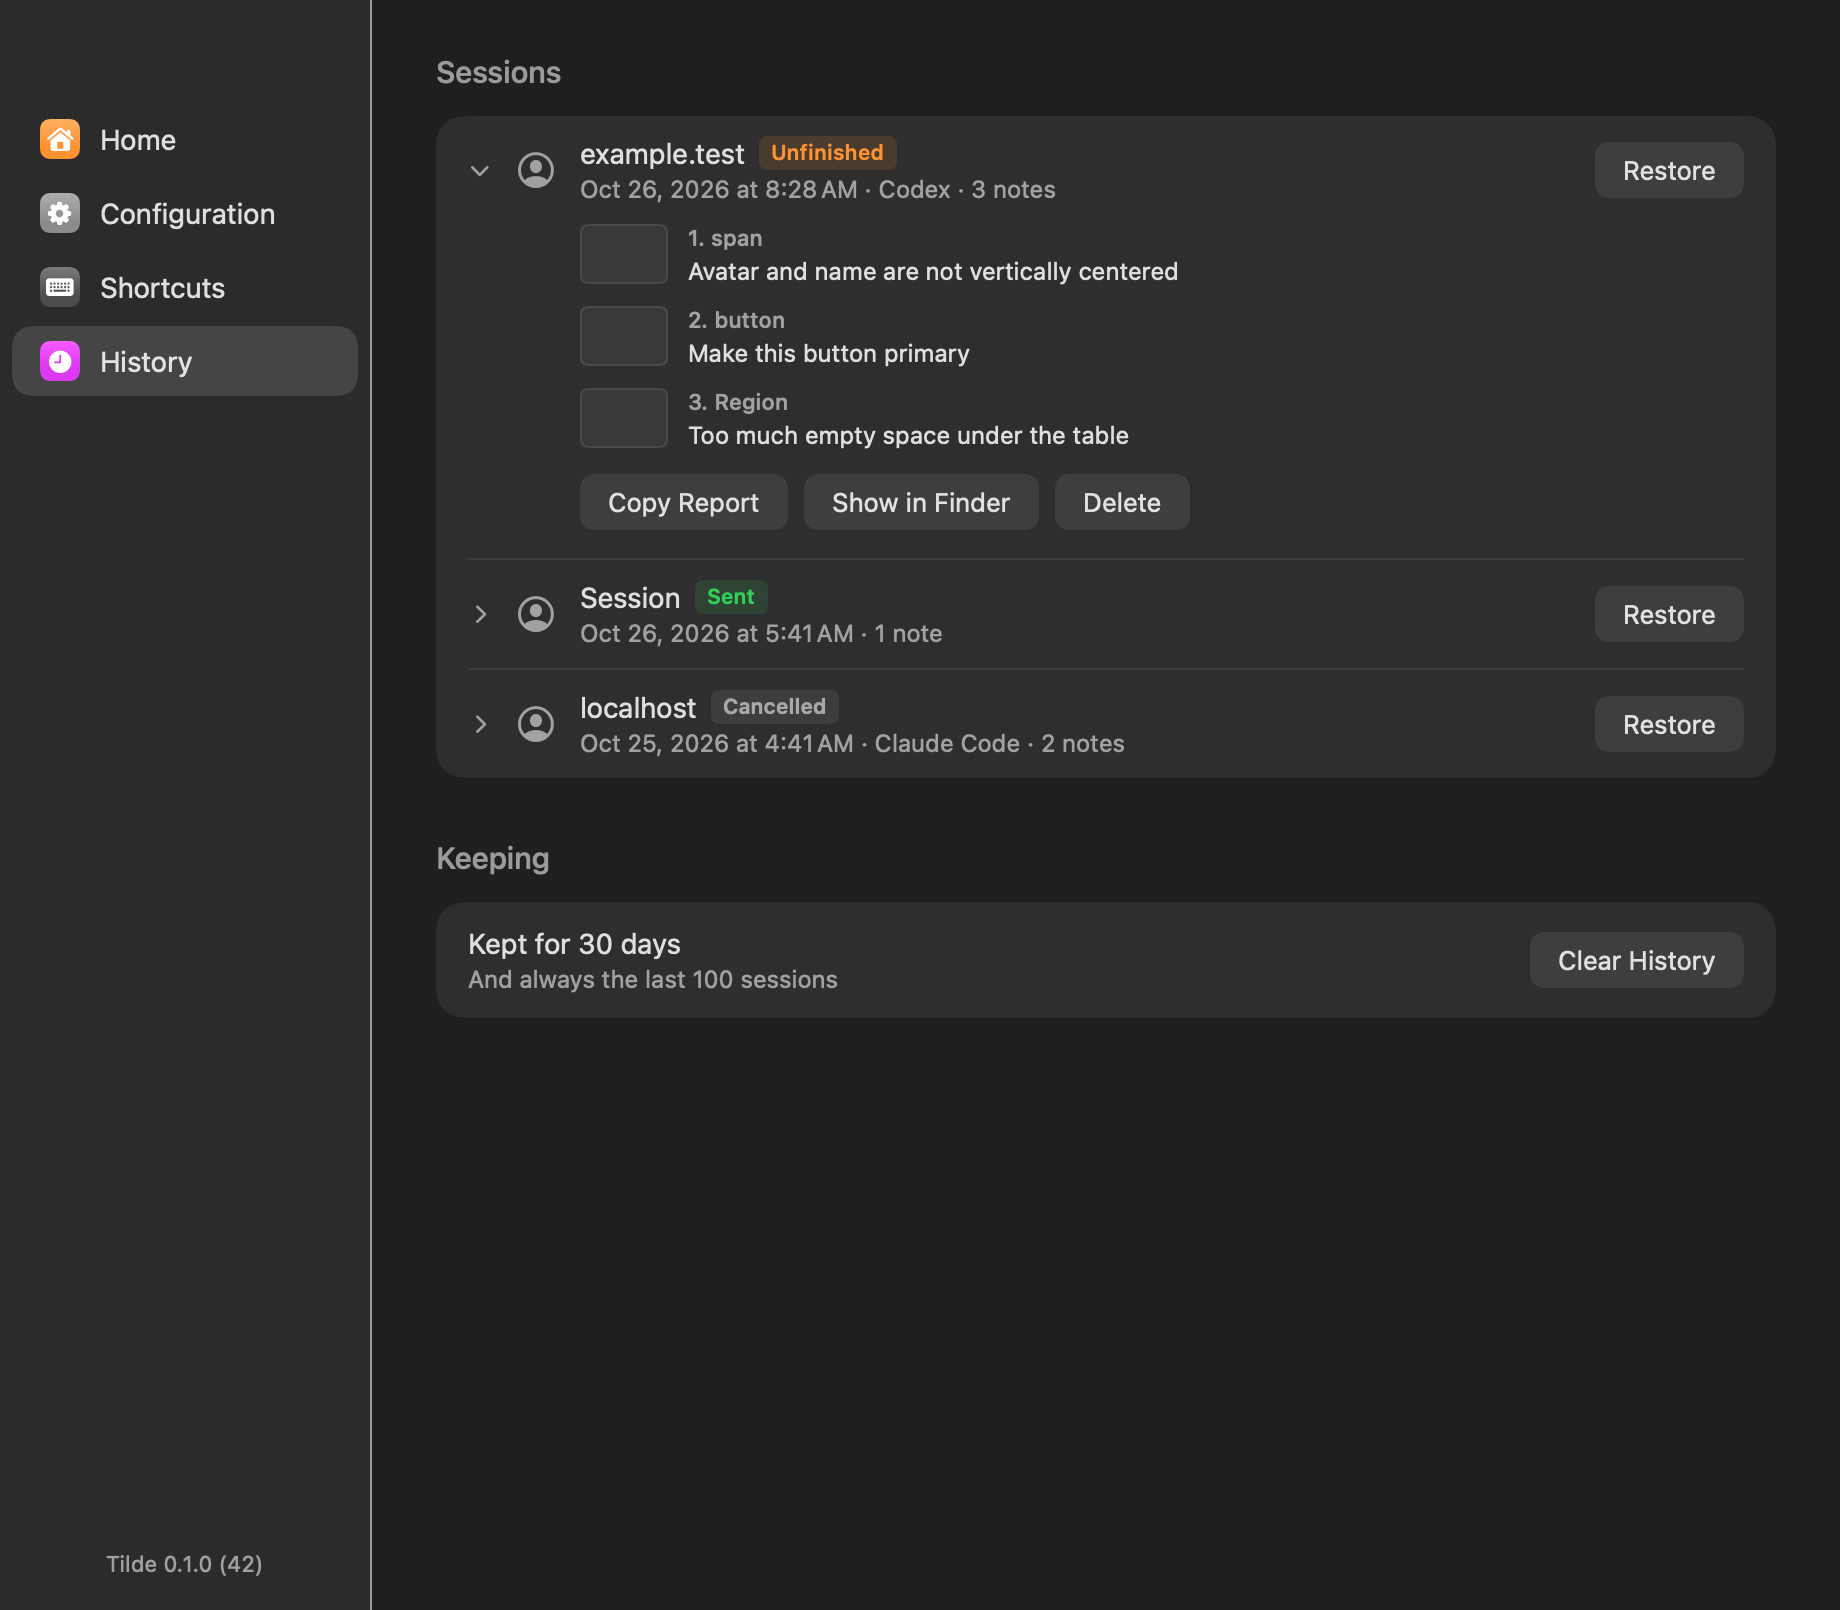 Home
Configuration
Shortcuts
History
Tilde 0.1.0 (42)
Sessions
example.test Unfinished
Oct 26, 2026 at 8:28 AM · Codex · 3 notes
Restore
1. span
Avatar and name are not vertically centered
2. button
Make this button primary
3. Region
Too much empty space under the table
Copy Report Show in Finder Delete
Session Sent
Oct 26, 2026 at 5:41 AM · 1 note
Restore
localhost Cancelled
Oct 25, 2026 at 4:41 AM · Claude Code · 2 notes
Restore
Keeping
Kept for 30 days
And always the last 100 sessions
Clear History